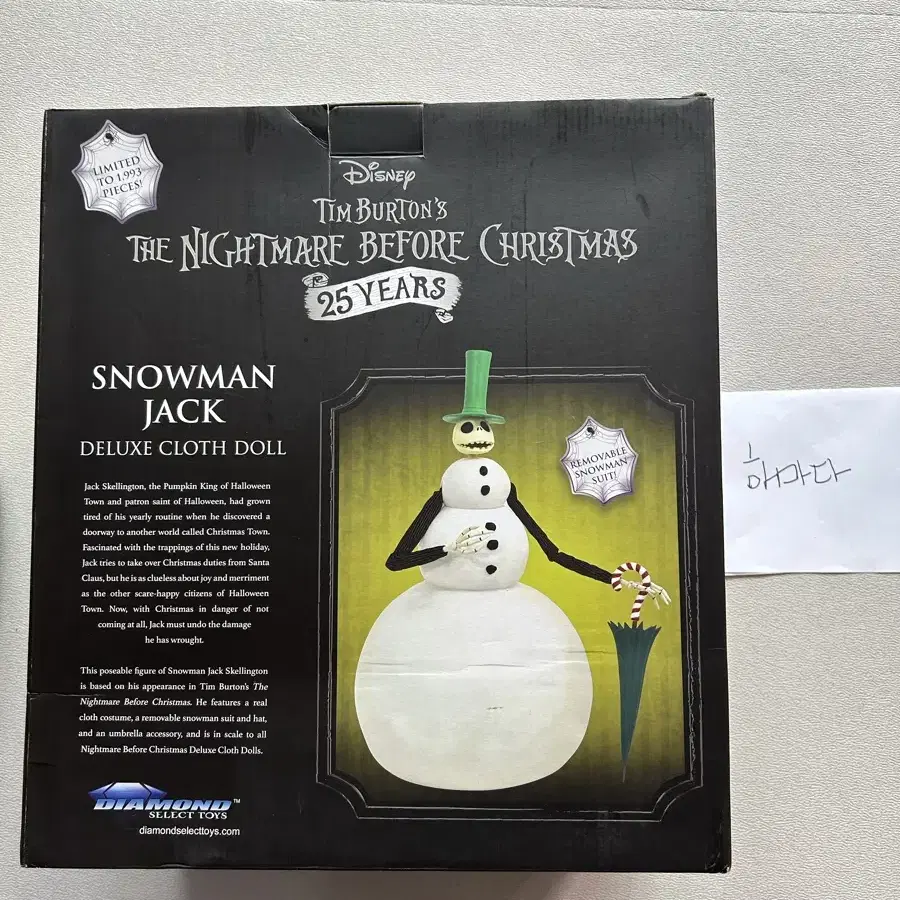 LIMITED
TO 1,993
PIECES!
Disney
TIM BURTON'S
THE NIGHTMARE BEFORE CHRISTMAS
25 YEARS
SNOWMAN
JACK
DELUXE CLOTH DOLL
Jack Skellington, the Pumpkin King of Halloween
Town and patron saint of Halloween, had grown
tired of his yearly routine when he discovered a
doorway to another world called Christmas Town.
Fascinated with the trappings of this new holiday,
Jack tries to take over Christmas duties from Santa
Claus, but he is as clueless about joy and merriment
as the other scare-happy citizens of Halloween
Town. Now, with Christmas in danger of not
coming at all, Jack must undo the damage
he has wrought.
This poseable figure of Snowman Jack Skellington
is based on his appearance in Tim Burton's The
Nightmare Before Christmas. He features a real
cloth costume, a removable snowman suit and hat,
and an umbrella accessory, and is in scale to all
Nightmare Before Christmas Deluxe Cloth Dolls.
REMOVABLE
SNOWMAN
SUIT!
DIAMOND™
SELECT TOYS
diamondselecttoys.com